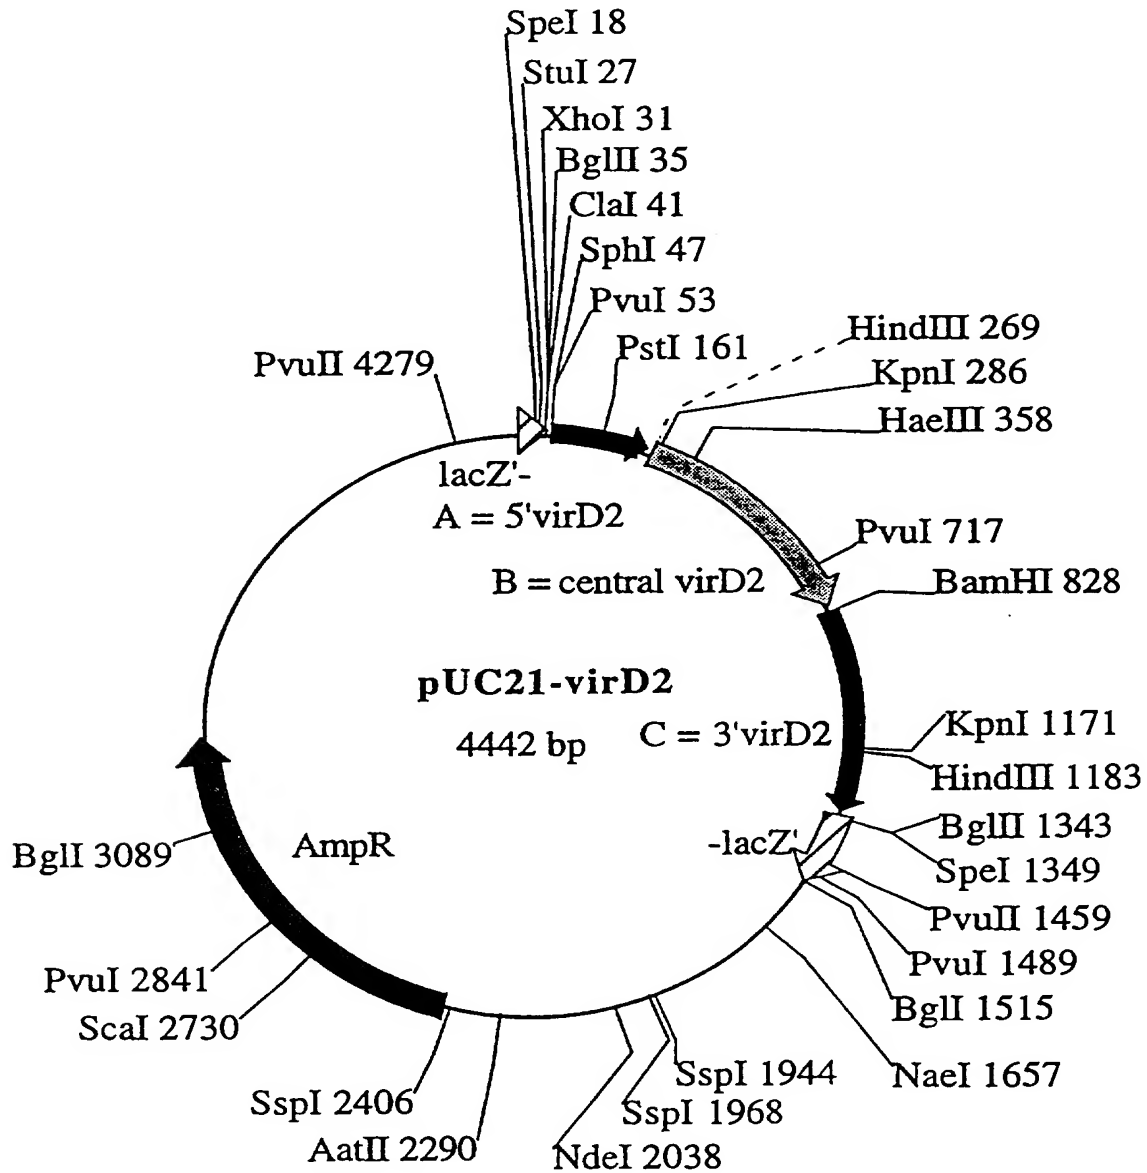 SpeI 18
StuI 27
XhoI 31
BglII 35
ClaI 41
SphI 47
PvuI 53
PstI 161
HindIII 269
KpnI 286
HaeIII 358
PvuII 4279
lacZ'-
A = 5'virD2
PvuI 717
B = central virD2
BamHI 828
pUC21-virD2
4442 bp
C = 3'virD2
KpnI 1171
HindIII 1183
BglII 1343
-lacZ'
SpeI 1349
AmpR
BglI 3089
PvuII 1459
PvuI 1489
BglI 1515
PvuI 2841
ScaI 2730
NaeI 1657
SspI 1944
SspI 2406
SspI 1968
AatII 2290
NdeI 2038